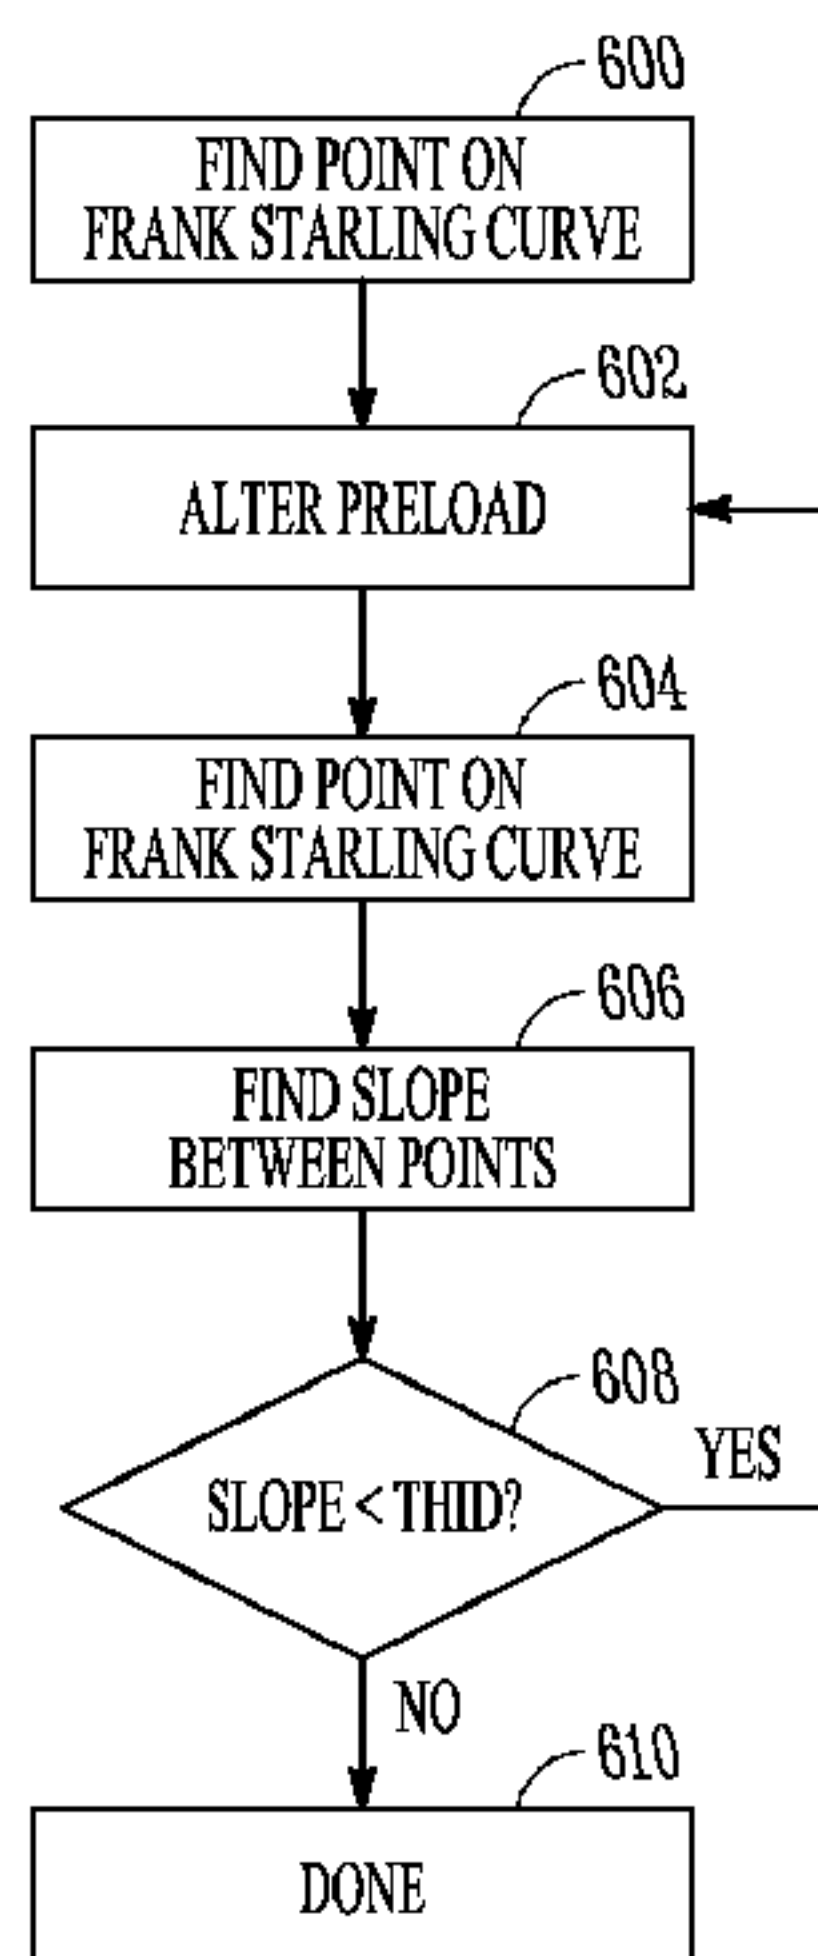 600
FIND POINT ON
FRANK STARLING CURVE
602
ALTER PRELOAD
604
FIND POINT ON
FRANK STARLING CURVE
606
FIND SLOPE
BETWEEN POINTS
608
YES
SLOPE < THID?
NO
610
DONE